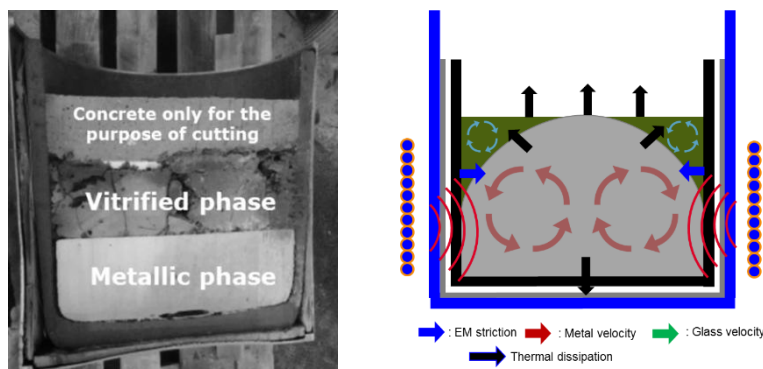 Concrete only for the
purpose of cutting
Vitrified phase
Metallic phase
: EM striction
: Metal velocity
: Glass velocity
: Thermal dissipation